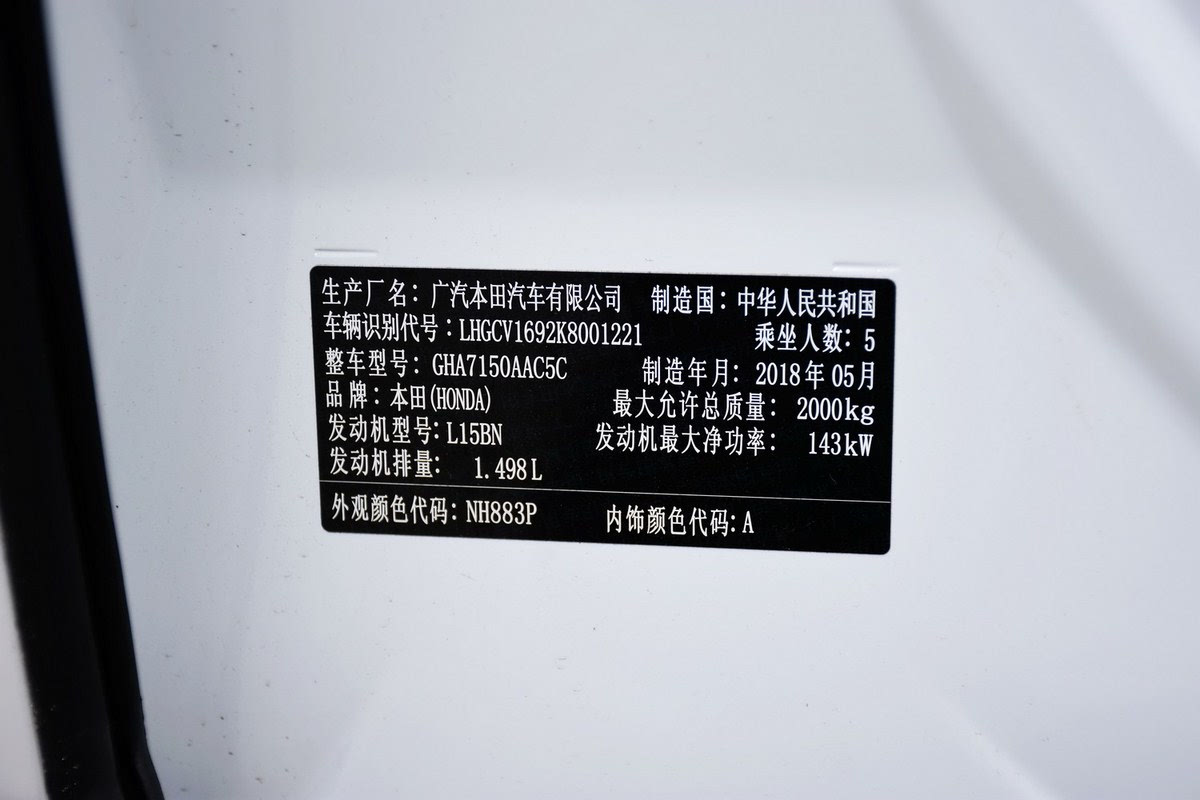 生产厂名：广汽本田汽车有限公司 制造国：中华人民共和国
车辆识别代号：LHGCV1692K8001221 乘坐人数：5
整车型号：GHA7150AAC5C 制造年月：2018年05月
品牌：本田(HONDA) 最大允许总质量：2000kg
发动机型号：L15BN 发动机最大净功率：143kW
发动机排量：1.498L
外观颜色代码：NH883P 内饰颜色代码：A